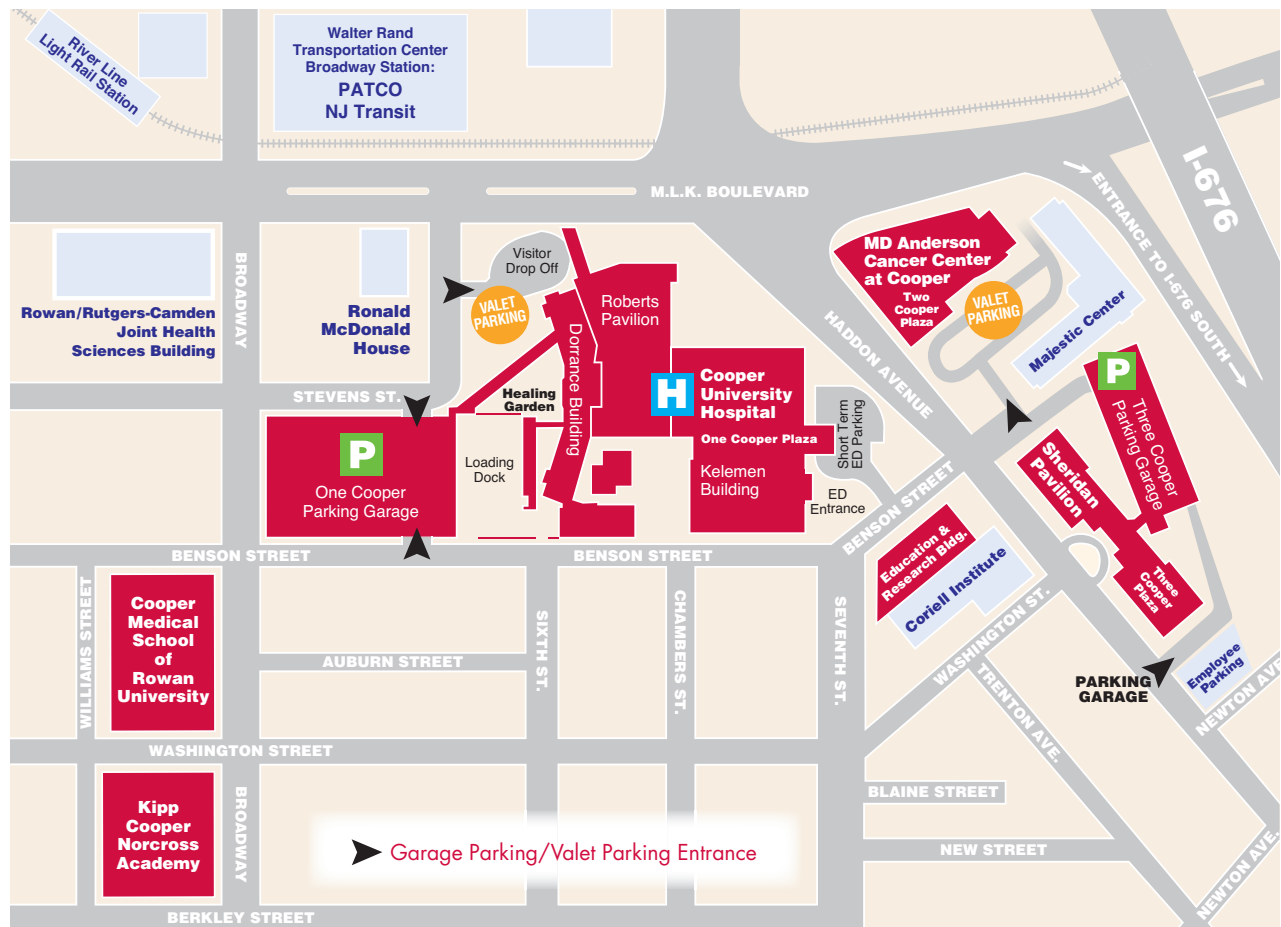 River Line
Light Rail Station
Walter Rand
Transportation Center
Broadway Station:
PATCO
NJ Transit
M.L.K. BOULEVARD
I-676
ENTRANCE TO I-676 SOUTH
Rowan/Rutgers-Camden
Joint Health
Sciences Building
BROADWAY
Ronald
McDonald
House
Visitor
Drop Off
VALET
PARKING
Roberts
Pavilion
Dorrance Building
MD Anderson
Cancer Center
at Cooper
Two
Cooper
Plaza
VALET
PARKING
Majestic Center
HADDON AVENUE
STEVENS ST.
Healing
Garden
H
Cooper
University
Hospital
One Cooper Plaza
Short Term
ED Parking
P
Three Cooper
Parking Garage
P
One Cooper
Parking Garage
Loading
Dock
Kelemen
Building
ED
Entrance
Sheridan
Pavilion
Three
Cooper
Plaza
BENSON STREET
BENSON STREET
BENSON STREET
Education &
Research Bldg.
Coriell Institute
WILLIAMS STREET
Cooper
Medical
School
of
Rowan
University
AUBURN STREET
SIXTH ST.
CHAMBERS ST.
SEVENTH ST.
WASHINGTON ST.
TRENTON AVE.
PARKING
GARAGE
Employee
Parking
NEWTON AVE.
WASHINGTON STREET
Kipp
Cooper
Norcross
Academy
BROADWAY
BLAINE STREET
NEW STREET
NEWTON AVE.
Garage Parking/Valet Parking Entrance
BERKLEY STREET